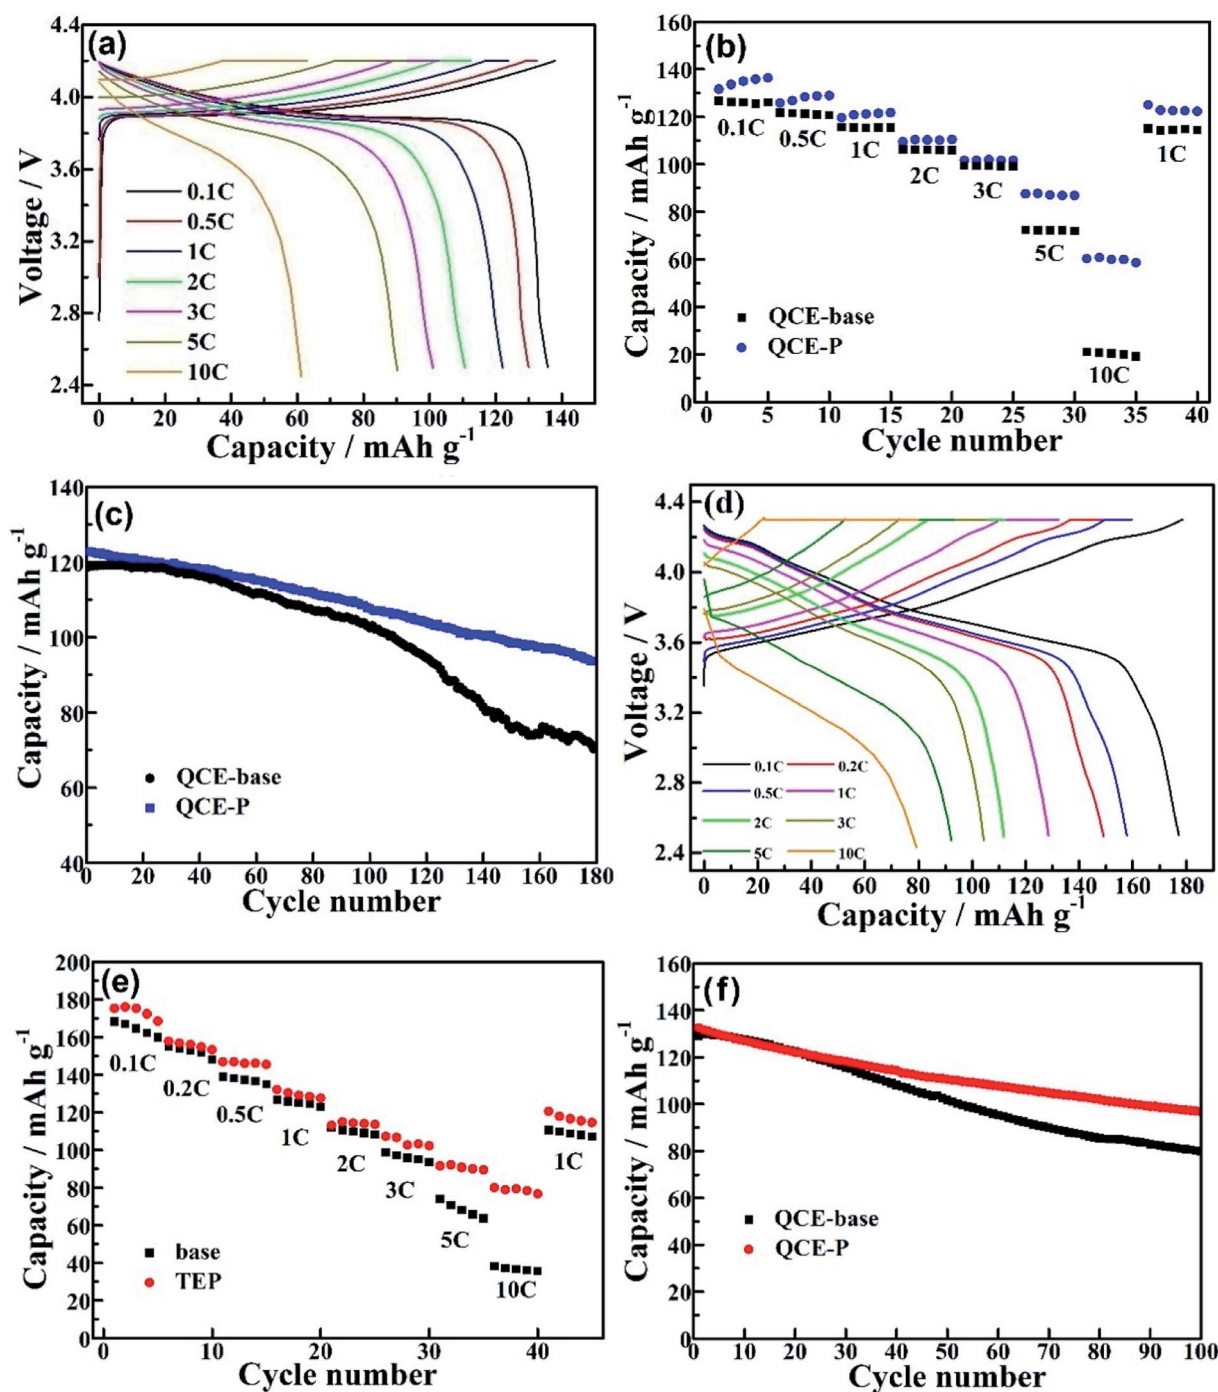 (a)
4.4
4.0
3.6
3.2
2.8
2.4
Voltage / V
0.1C
0.5C
1C
2C
3C
5C
10C
0 20 40 60 80 100 120 140
Capacity / mAh g-1
(b)
160
140
120
100
80
60
40
20
0
Capacity / mAh g-1
0.1C
0.5C
1C
2C
3C
5C
10C
1C
QCE-base
QCE-P
0 5 10 15 20 25 30 35 40
Cycle number
(c)
140
120
100
80
60
40
Capacity / mAh g-1
QCE-base
QCE-P
0 20 40 60 80 100 120 140 160 180
Cycle number
(d)
4.4
4.0
3.6
3.2
2.8
2.4
Voltage / V
0.1C 0.2C
0.5C 1C
2C 3C
5C 10C
0 20 40 60 80 100 120 140 160 180
Capacity / mAh g-1
(e)
200
180
160
140
120
100
80
60
40
20
0
Capacity / mAh g-1
0.1C
0.2C
0.5C
1C
2C
3C
5C
10C
1C
base
TEP
0 10 20 30 40
Cycle number
(f)
160
140
120
100
80
60
40
20
0
Capacity / mAh g-1
QCE-base
QCE-P
0 10 20 30 40 50 60 70 80 90 100
Cycle number